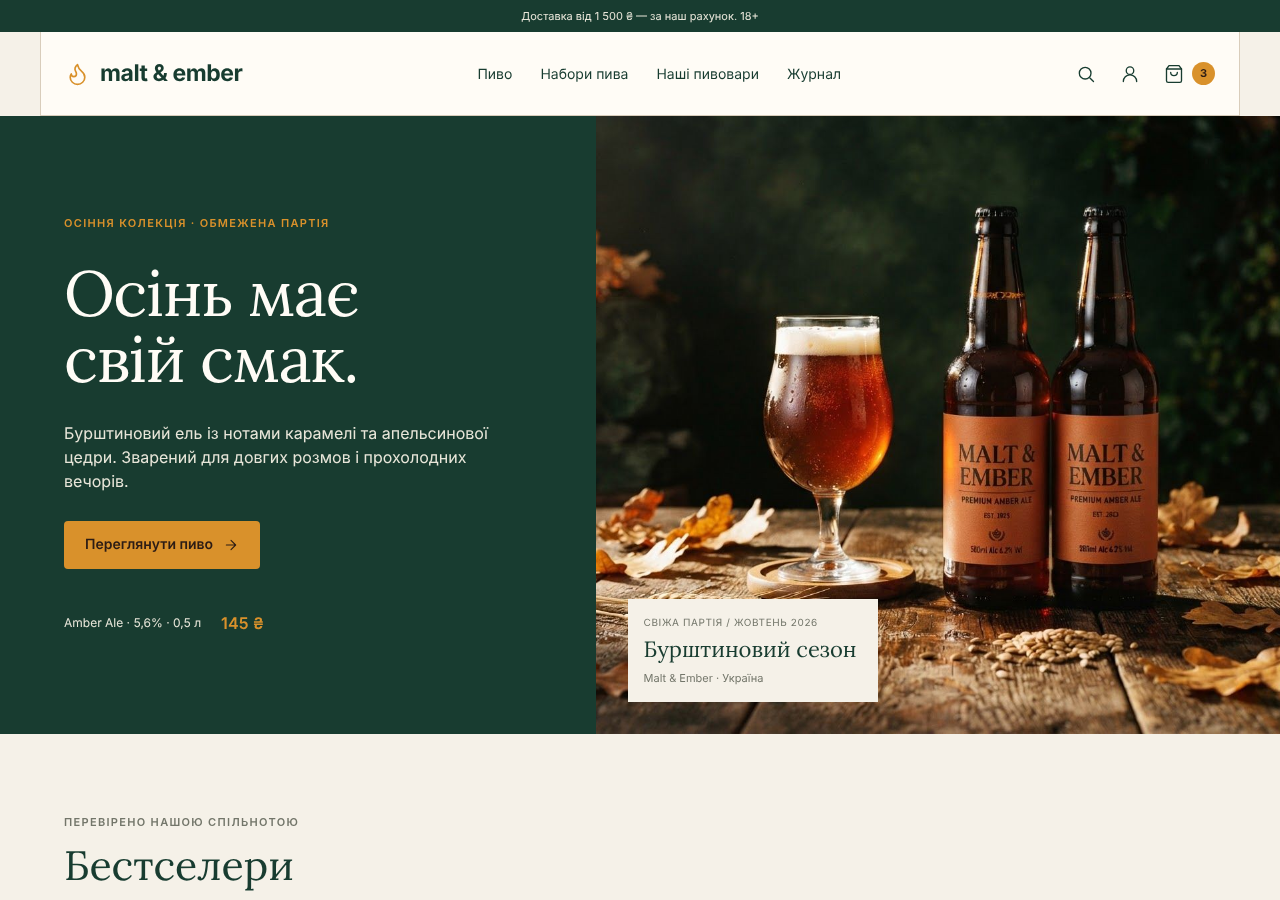 Доставка від 1 500 ₴ — за наш рахунок. 18+
malt & ember
Пиво
Набори пива
Наші пивовари
Журнал
3
ОСІННЯ КОЛЕКЦІЯ · ОБМЕЖЕНА ПАРТІЯ
Осінь має
свій смак.
Бурштиновий ель із нотами карамелі та апельсинової
цедри. Зварений для довгих розмов і прохолодних
вечорів.
Переглянути пиво
Amber Ale · 5,6% · 0,5 л
145 ₴
MALT &
EMBER
PREMIUM AMBER ALE
MALT &
EMBER
PREMIUM AMBER ALE
СВІЖА ПАРТІЯ / ЖОВТЕНЬ 2026
Бурштиновий сезон
Malt & Ember · Україна
ПЕРЕВІРЕНО НАШОЮ СПІЛЬНОТОЮ
Бестселери